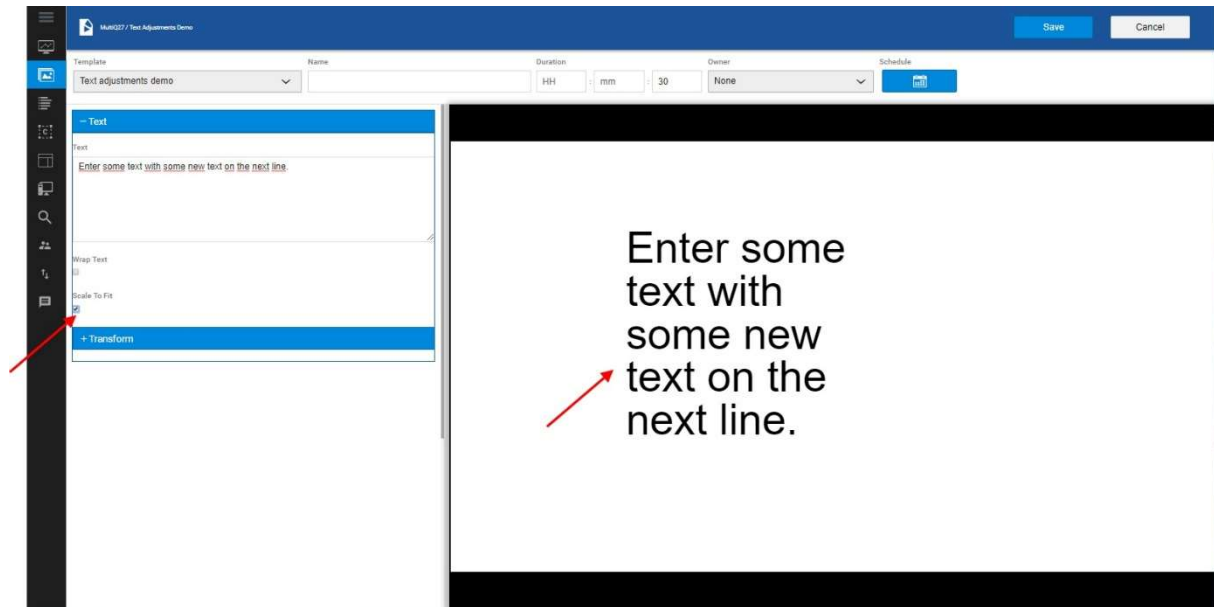 MultiQ27 / Text Adjustments Demo
Save
Cancel
Template
Name
Duration
Owner
Schedule
Text adjustments demo
HH : mm : 30
None
− Text
Text
Enter some text with some new text on the next line.
Wrap Text
Scale To Fit
+ Transform
Enter some
text with
some new
text on the
next line.